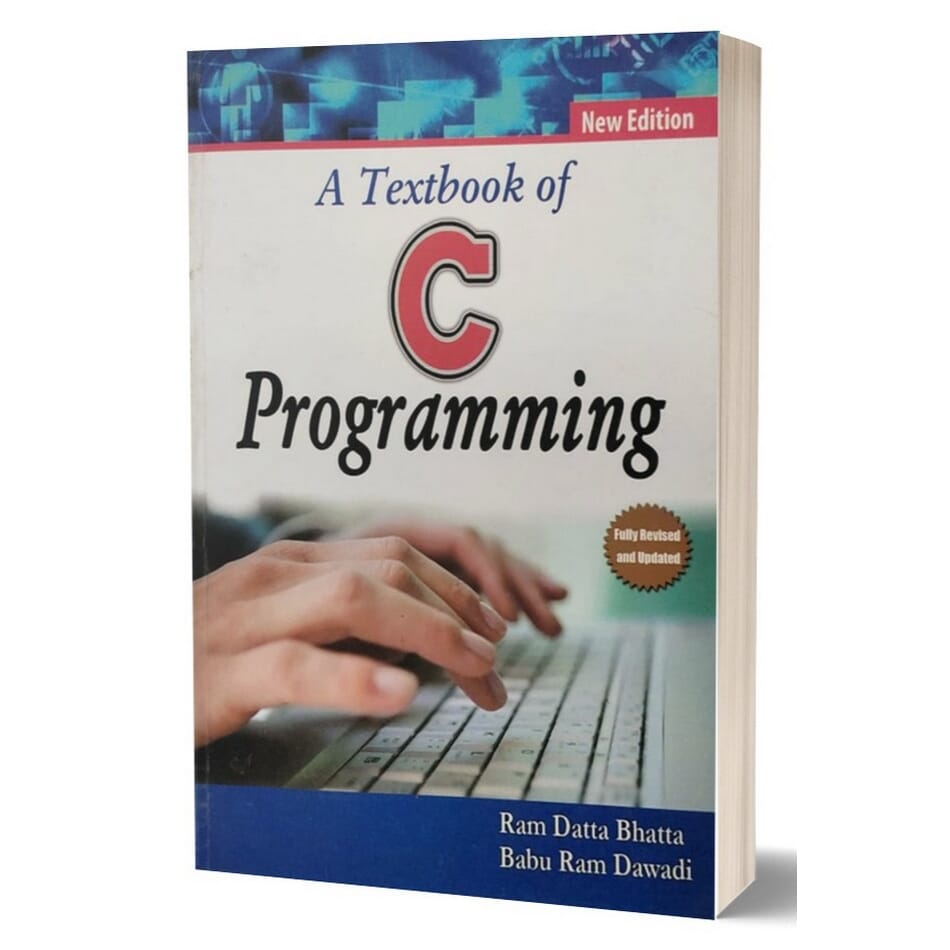 New Edition
A Textbook of
C
Programming
Fully Revised
and Updated
Ram Datta Bhatta
Babu Ram Dawadi